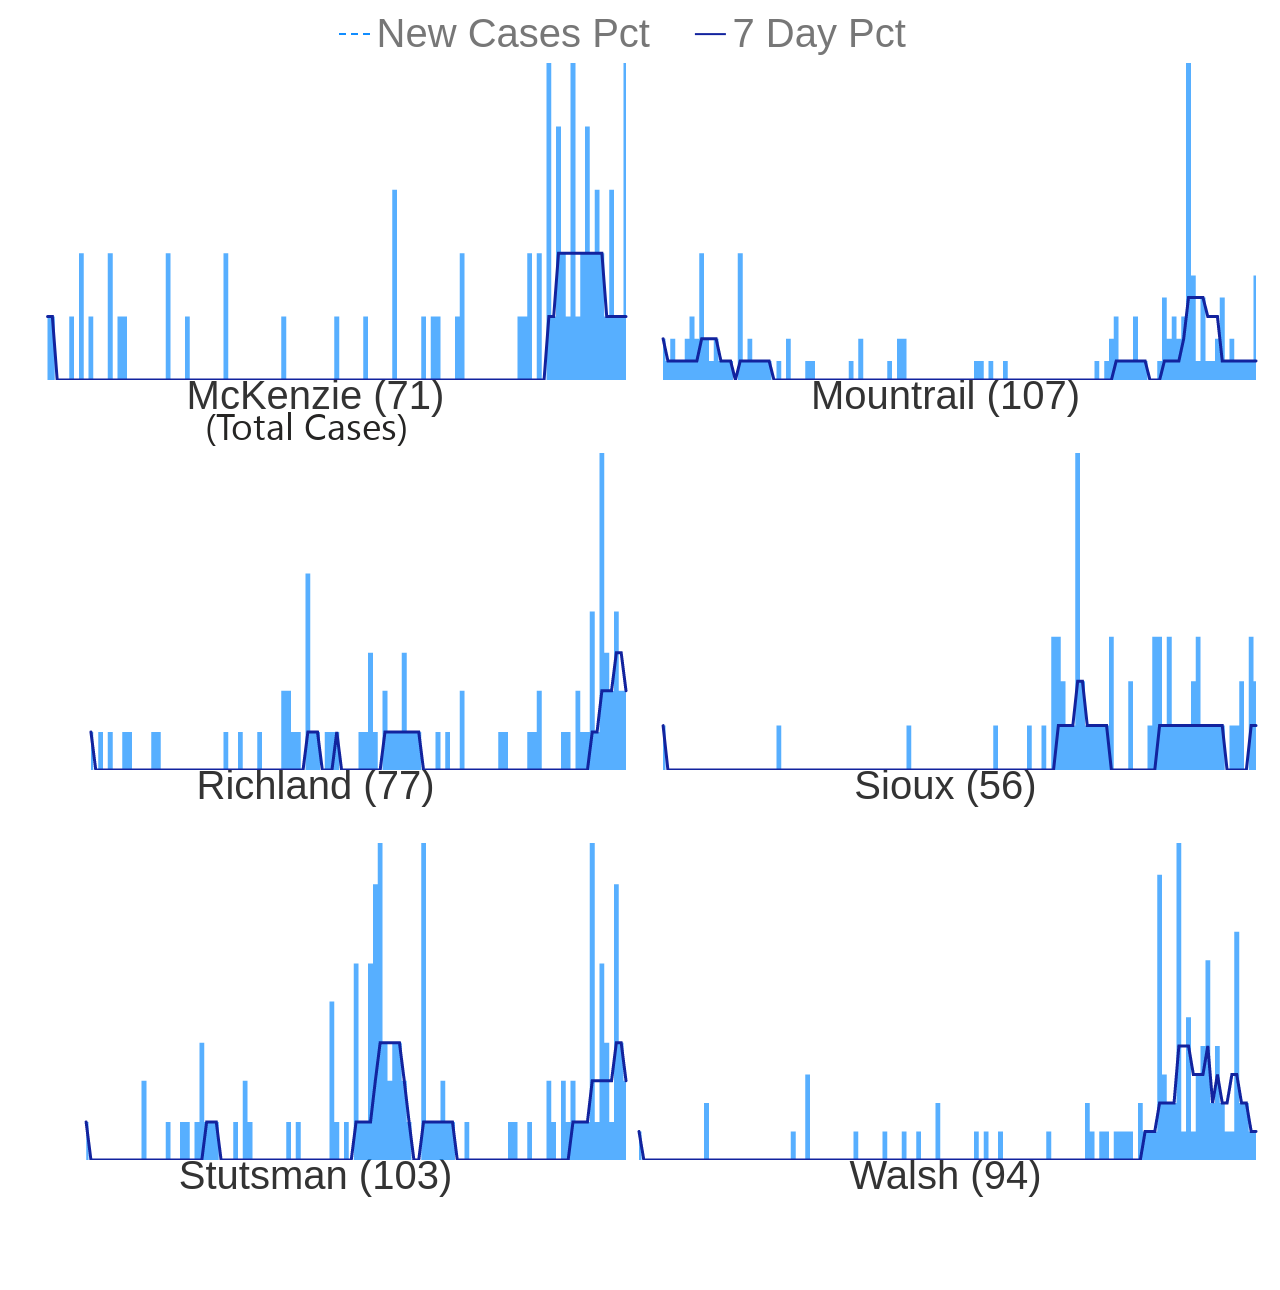 New Cases Pct 7 Day Pct
McKenzie (71) Mountrail (107)
(Total Cases)
Richland (77) Sioux (56)
Stutsman (103) Walsh (94)